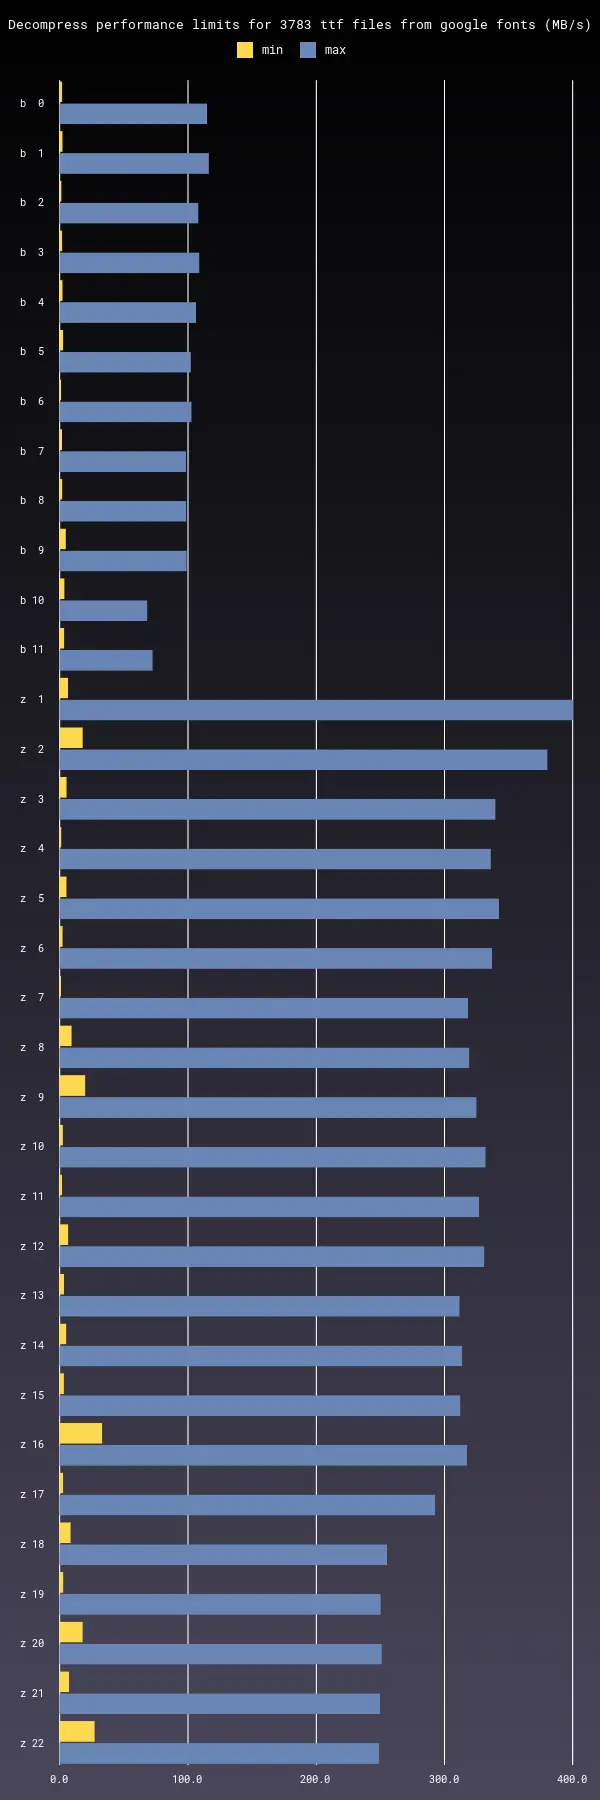 Decompress performance limits for 3783 ttf files from google fonts (MB/s)
min max
b 0
b 1
b 2
b 3
b 4
b 5
b 6
b 7
b 8
b 9
b 10
b 11
z 1
z 2
z 3
z 4
z 5
z 6
z 7
z 8
z 9
z 10
z 11
z 12
z 13
z 14
z 15
z 16
z 17
z 18
z 19
z 20
z 21
z 22
0.0 100.0 200.0 300.0 400.0